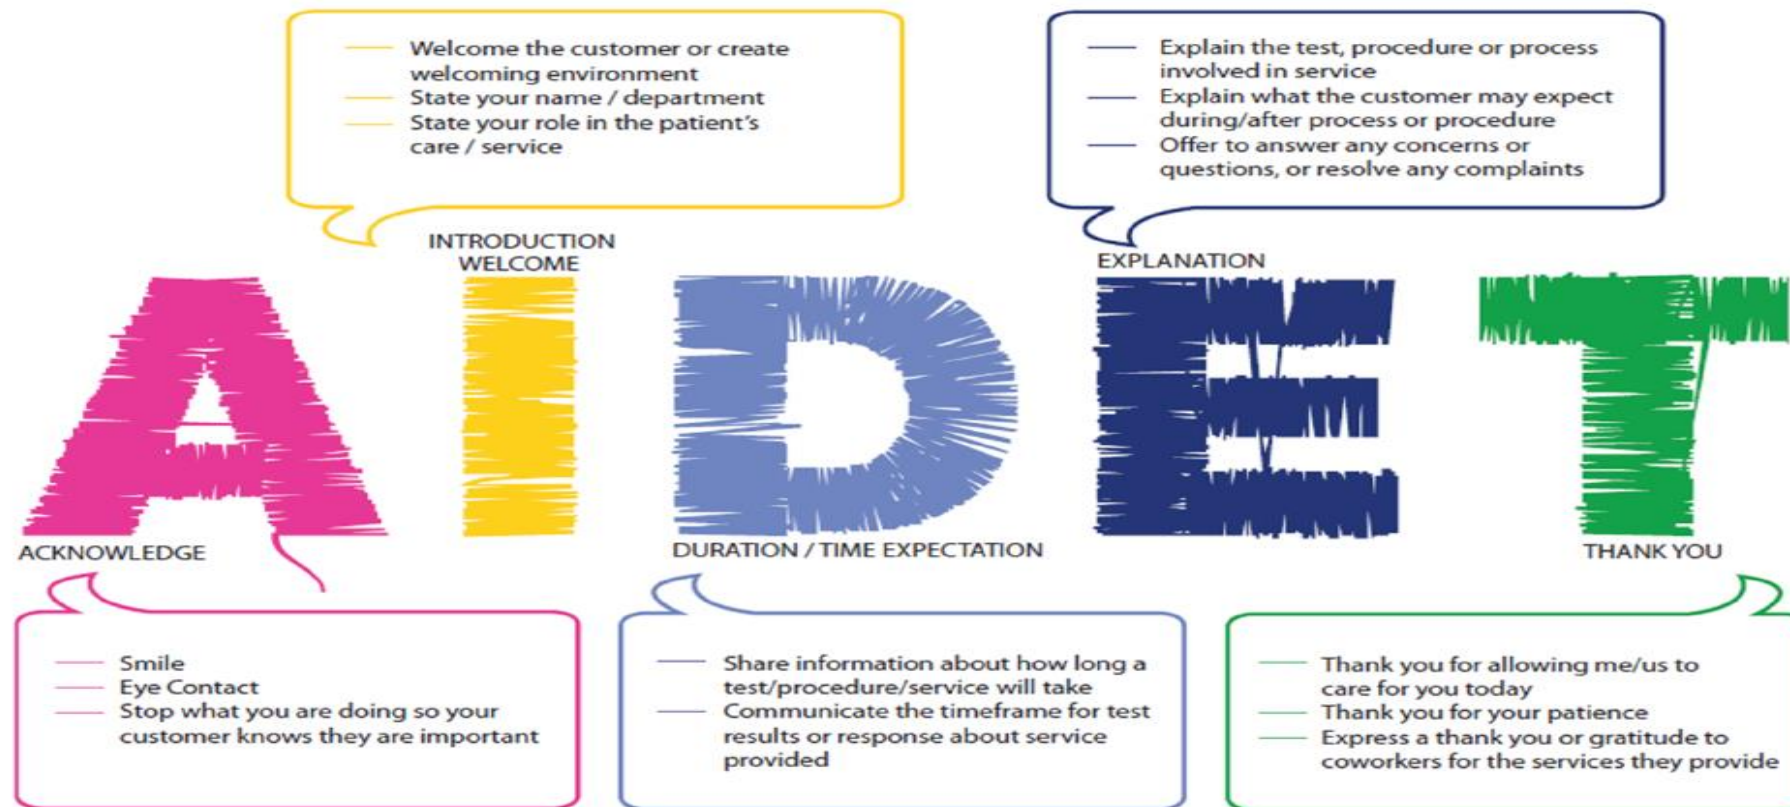 Welcome the customer or create
welcoming environment
State your name / department
State your role in the patient's
care / service
Explain the test, procedure or process
involved in service
Explain what the customer may expect
during/after process or procedure
Offer to answer any concerns or
questions, or resolve any complaints
INTRODUCTION
WELCOME
EXPLANATION
AIDET
ACKNOWLEDGE
DURATION / TIME EXPECTATION
THANK YOU
Smile
Eye Contact
Stop what you are doing so your
customer knows they are important
Share information about how long a
test/procedure/service will take
Communicate the timeframe for test
results or response about service
provided
Thank you for allowing me/us to
care for you today
Thank you for your patience
Express a thank you or gratitude to
coworkers for the services they provide